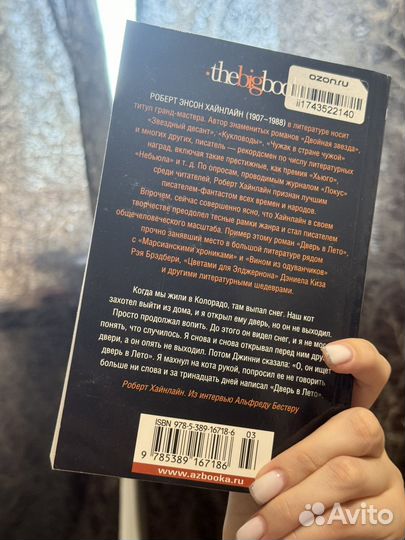 thebigboo
ozon.ru
ii1743522140
РОБЕРТ ЭНСОН ХАЙНЛАЙН (1907–1988) в литературе носит
титул гранд-мастера. Автор знаменитых романов «Двойная звезда»,
«Звездный десант», «Кукловоды», «Чужак в стране чужой»
и многих других, писатель — рекордсмен по числу литературных
наград, включая такие престижные, как премия «Хьюго»,
«Небьюла» и т. д. По опросам, проводимым журналом «Локус»
среди читателей, Роберт Хайнлайн признан лучшим
писателем-фантастом всех времен и народов.
Впрочем, сейчас совершенно ясно, что Хайнлайн в своем
творчестве преодолел тесные рамки жанра и стал писателем
общечеловеческого масштаба. Пример этому роман «Дверь в Лето»,
прочно занявший место в большой литературе рядом
с «Марсианскими хрониками» и «Вином из одуванчиков»
Рэя Брэдбери, «Цветами для Элджернона» Дэниела Киза
и другими литературными шедеврами.
Когда мы жили в Колорадо, там выпал снег. Наш кот
захотел выйти из дома, и я открыл ему дверь, но он не выходил.
Просто продолжал вопить. До этого он видел снег, и я не мог
понять, что случилось. Я снова и снова открывал перед ним дру
двери, а он опять не выходил. Потом Джинни сказала: «О, он ищет
дверь в Лето». Я махнул на кота рукой, попросил ее не говорить
больше ни слова и за тринадцать дней написал «Дверь в Лето»
Роберт Хайнлайн. Из интервью Альфреду Бестеру
ISBN 978-5-389-16718-6
03
9 785389 167186
www.azbooka.ru
Avito